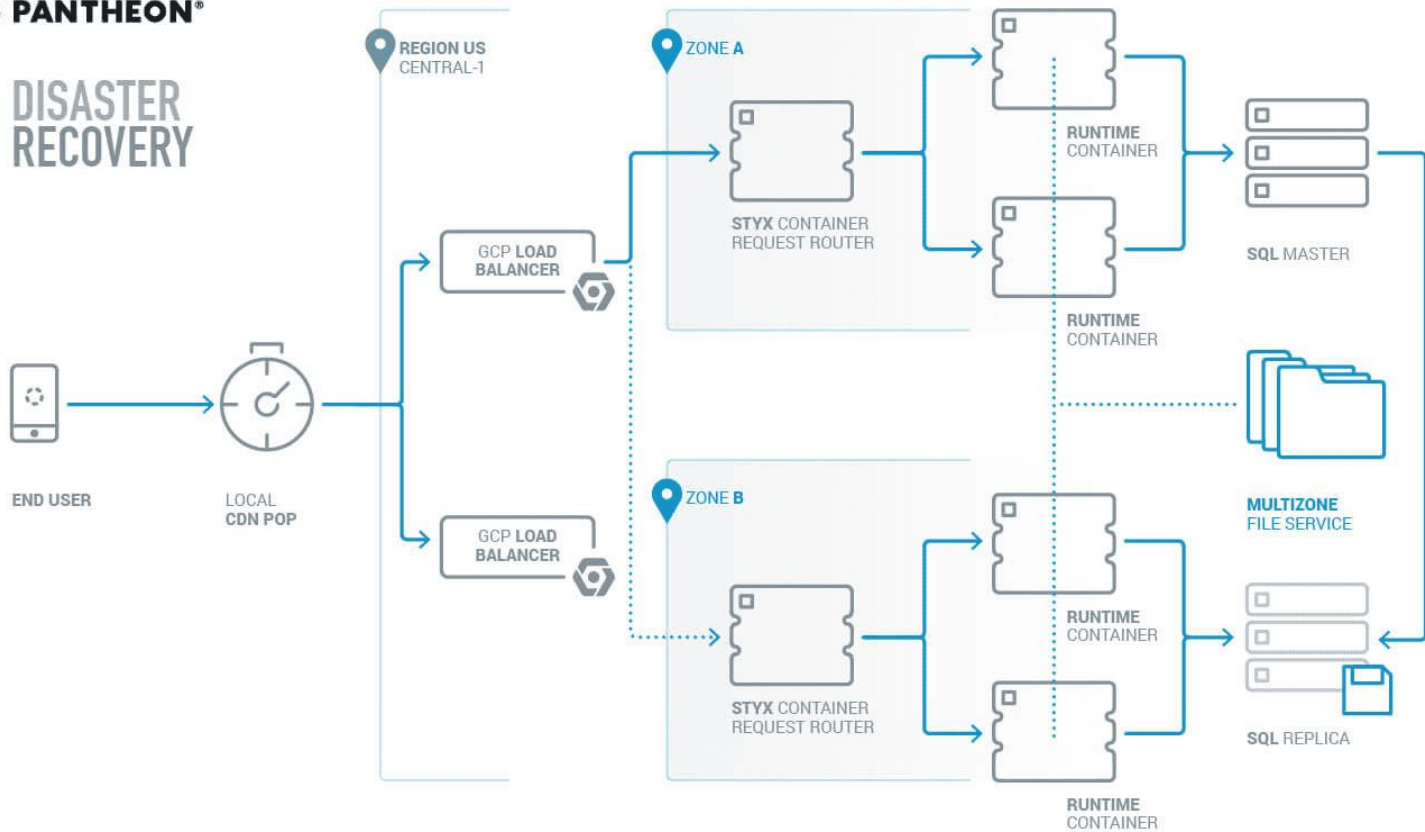 PANTHEON®
DISASTER
RECOVERY
REGION US
CENTRAL-1
ZONE A
STYX CONTAINER
REQUEST ROUTER
RUNTIME
CONTAINER
RUNTIME
CONTAINER
SQL MASTER
GCP LOAD
BALANCER
END USER
LOCAL
CDN POP
GCP LOAD
BALANCER
MULTIZONE
FILE SERVICE
ZONE B
STYX CONTAINER
REQUEST ROUTER
RUNTIME
CONTAINER
RUNTIME
CONTAINER
SQL REPLICA